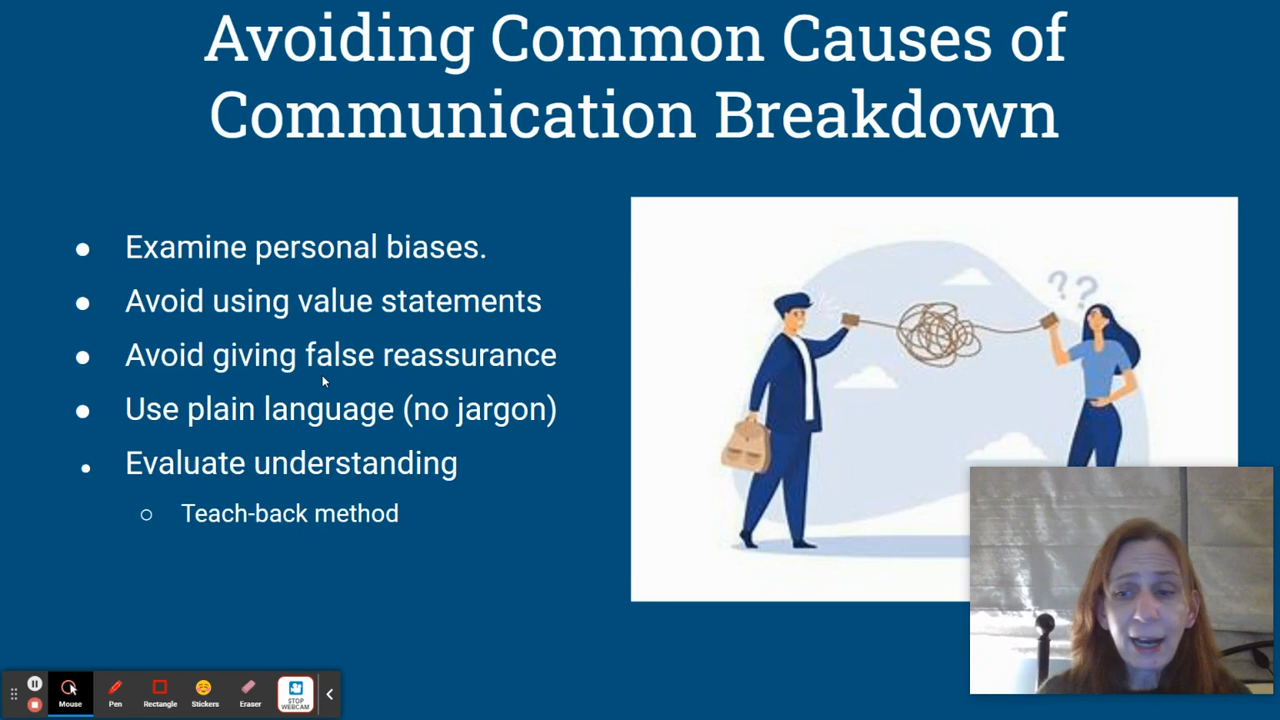 Avoiding Common Causes of
Communication Breakdown
● Examine personal biases.
● Avoid using value statements
● Avoid giving false reassurance
● Use plain language (no jargon)
● Evaluate understanding
○ Teach-back method
??
Mouse
Pen
Rectangle
Stickers
Eraser
STOP
WEBCAM